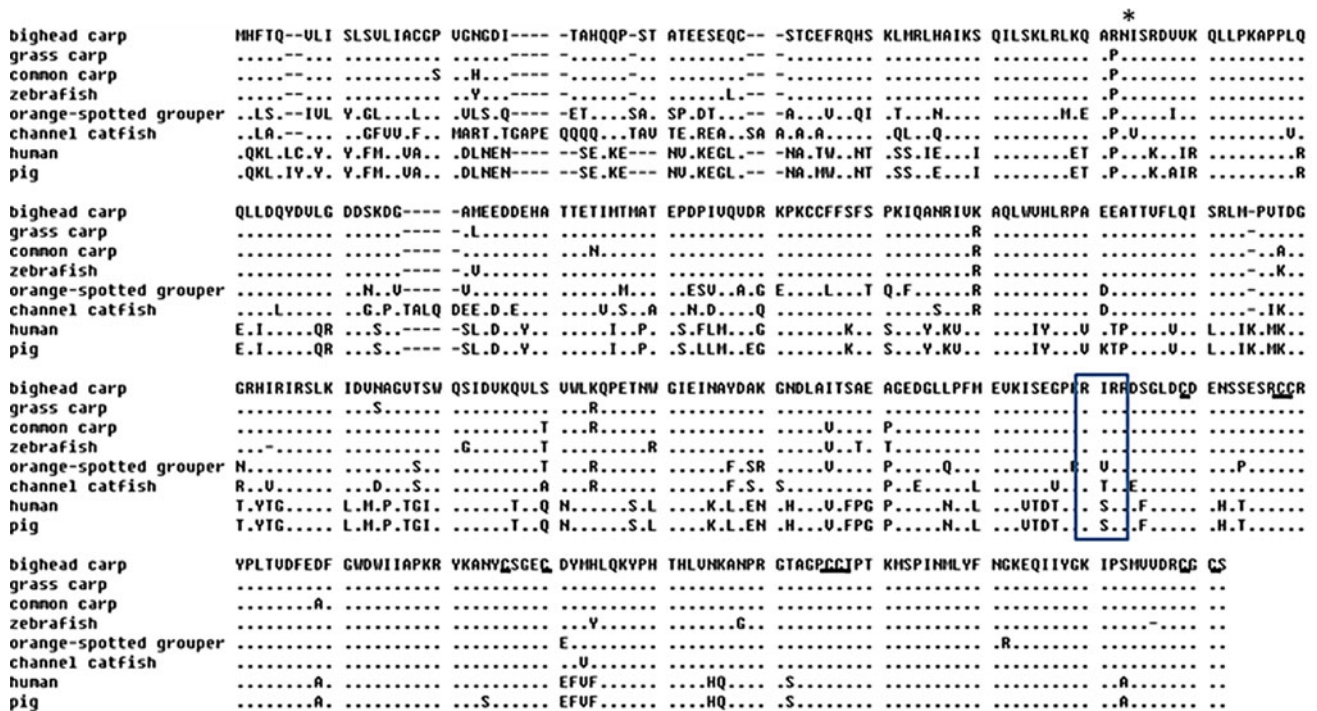 *
bighead carp MHFTQ--VLI SLSVLIACGP VGNGDI---- -TAHQQP-ST ATEESEQC-- -STCEFRQHS KLMRLHAIKS QILSKLRLKQ ARNISRDVVK QLLPKAPPLQ
grass carp .....--... .......... ......---- -......-.. ........-- -......... .......... .......... .P........ ..........
common carp .....--... .........S ..H...---- -......-.. ........-- -......... .......... .......... .P........ ..........
zebrafish .....--... .......... ..Y...---- -......-.. .....L..-- -......... .......... .......... .P........ ..........
orange-spotted grouper ..LS.--IVL Y.GL...L.. .VLS.Q---- -ET....SA. SP.DT...-- -A...V..QI .T...N.... .......M.E .P.....I.. ..........
channel catfish ..LA.--... ...GFVV.F.. MART.TGAPE QQQQ...TAV TE.REA..SA A.A.A..... .QL..Q.... .......... .P.V...... ........V.
human .QKL.LC.Y. Y.FM..VA.. .DLNEN---- --SE.KE--- NV.KEGL.-- -NA.TW..NT .SS.IE...I ........ET .P...K..IR .........R
pig .QKL.IY.Y. Y.FM..VA.. .DLNEN---- --SE.KE--- NV.KEGL.-- -NA.MW..NT .SS..E...I ........ET .P...K.AIR .........R
bighead carp QLLDQYDVLG DDSKDG---- -AMEEDDEHA TTETIMTMAT EPDPIVQVDR KPKCCFFSFS PKIQANRIVK AQLWVHLRPA EEATTVFLQI SRLM-PVTDG
grass carp .......... ......---- -.L....... .......... .......... .......... .........R .......... .......... ....-.....
common carp .......... ......---- -......... ...N...... .......... .......... .........R .......... .......... ....-..A..
zebrafish .......... ......---- -.V....... .......... .......... .......... .........R .......... .......... ....-..K..
orange-spotted grouper .......... ..N..V---- -V........ .....M.... ..ESV..A.G E....L...T Q.F......R .......... D......... ....-.....
channel catfish ....L..... ..G.P.TALQ DEE.D.E... ...V.S..A ..N.D....Q .......... ......S..R .......... D......... ....-.IK..
human E.I.....QR ...S..---- -SL.D..Y.. .....I..P. .S.FLM...G .......K.. S...Y.KV.. ....IY...V .TP....V.. L..IK.MK..
pig E.I.....QR ...S..---- -SL.D..Y.. .....I..P. .S.LLM..EG .......K.. S...Y.KV.. ....IY...V KTP....V.. L..IK.MK..
bighead carp GRHIRIRSLK IDVNAGVTSW QSIDVKQVLS VWLKQPETNW GIEINAYDAK GNDLAITSAE AGEDGLLPFM EVKISEGPKR IRRDSGLDCD ENSSESRCCR
grass carp .......... ...S...... .......... ...R...... .......... .......... .......... .......... .......... ..........
common carp .......... .......... .........T ...R...... .......... .....V.... P......... .......... .......... ..........
zebrafish ...-...... .......... .G.......T ........R .......... .....V..T. T......... .......... .......... ..........
orange-spotted grouper N......... ......S... .........T ...R...... .......F.SR .....V.... P.....Q... ........R. V......... .....P....
channel catfish R..V...... ...D...S.. .........A ...R...... .......F.S. S......... P..E.....L ......V... T..E...... ..........
human T.YTG..... L.M.P.TGI. .......T..Q N......S.L ....K.L.EN .H...V.FPG P.....N..L ...VTDT... S...F..... .H.T......
pig T.YTG..... L.M.P.TGI. .......T..Q N......S.L ....K.L.EN .H...V.FPG P.....N..L ...VTDT... S...F..... .H.T......
bighead carp YPLTVDFEDF GWDWIIAPKR YKANYCSGEC DYMHLQKYPH THLVNKANPR GTAGPCCTPT KMSPINMLYF NGKEQIIYGK IPSMVVDRCG CS
grass carp .......... .......... .......... .......... .......... .......... .......... .......... .......... ..
common carp ........A. .......... .......... .......... .......... .......... .......... .......... .......... ..
zebrafish .......... .......... .......... ...Y...... .......G.. .......... .......... .......... .....-.... ..
orange-spotted grouper .......... .......... .......... E......... .......... .......... .......... .R........ .......... ..
channel catfish .......... .......... .......... ..V....... .......... .......... .......... .......... .......... ..
human ........A. .......... .......... EFVF...... .....HQ... .S........ .......... .......... ..A....... ..
pig ........A. .......... ......S... EFVF...... .....HQ... .S........ .......... .......... ..A....... ..